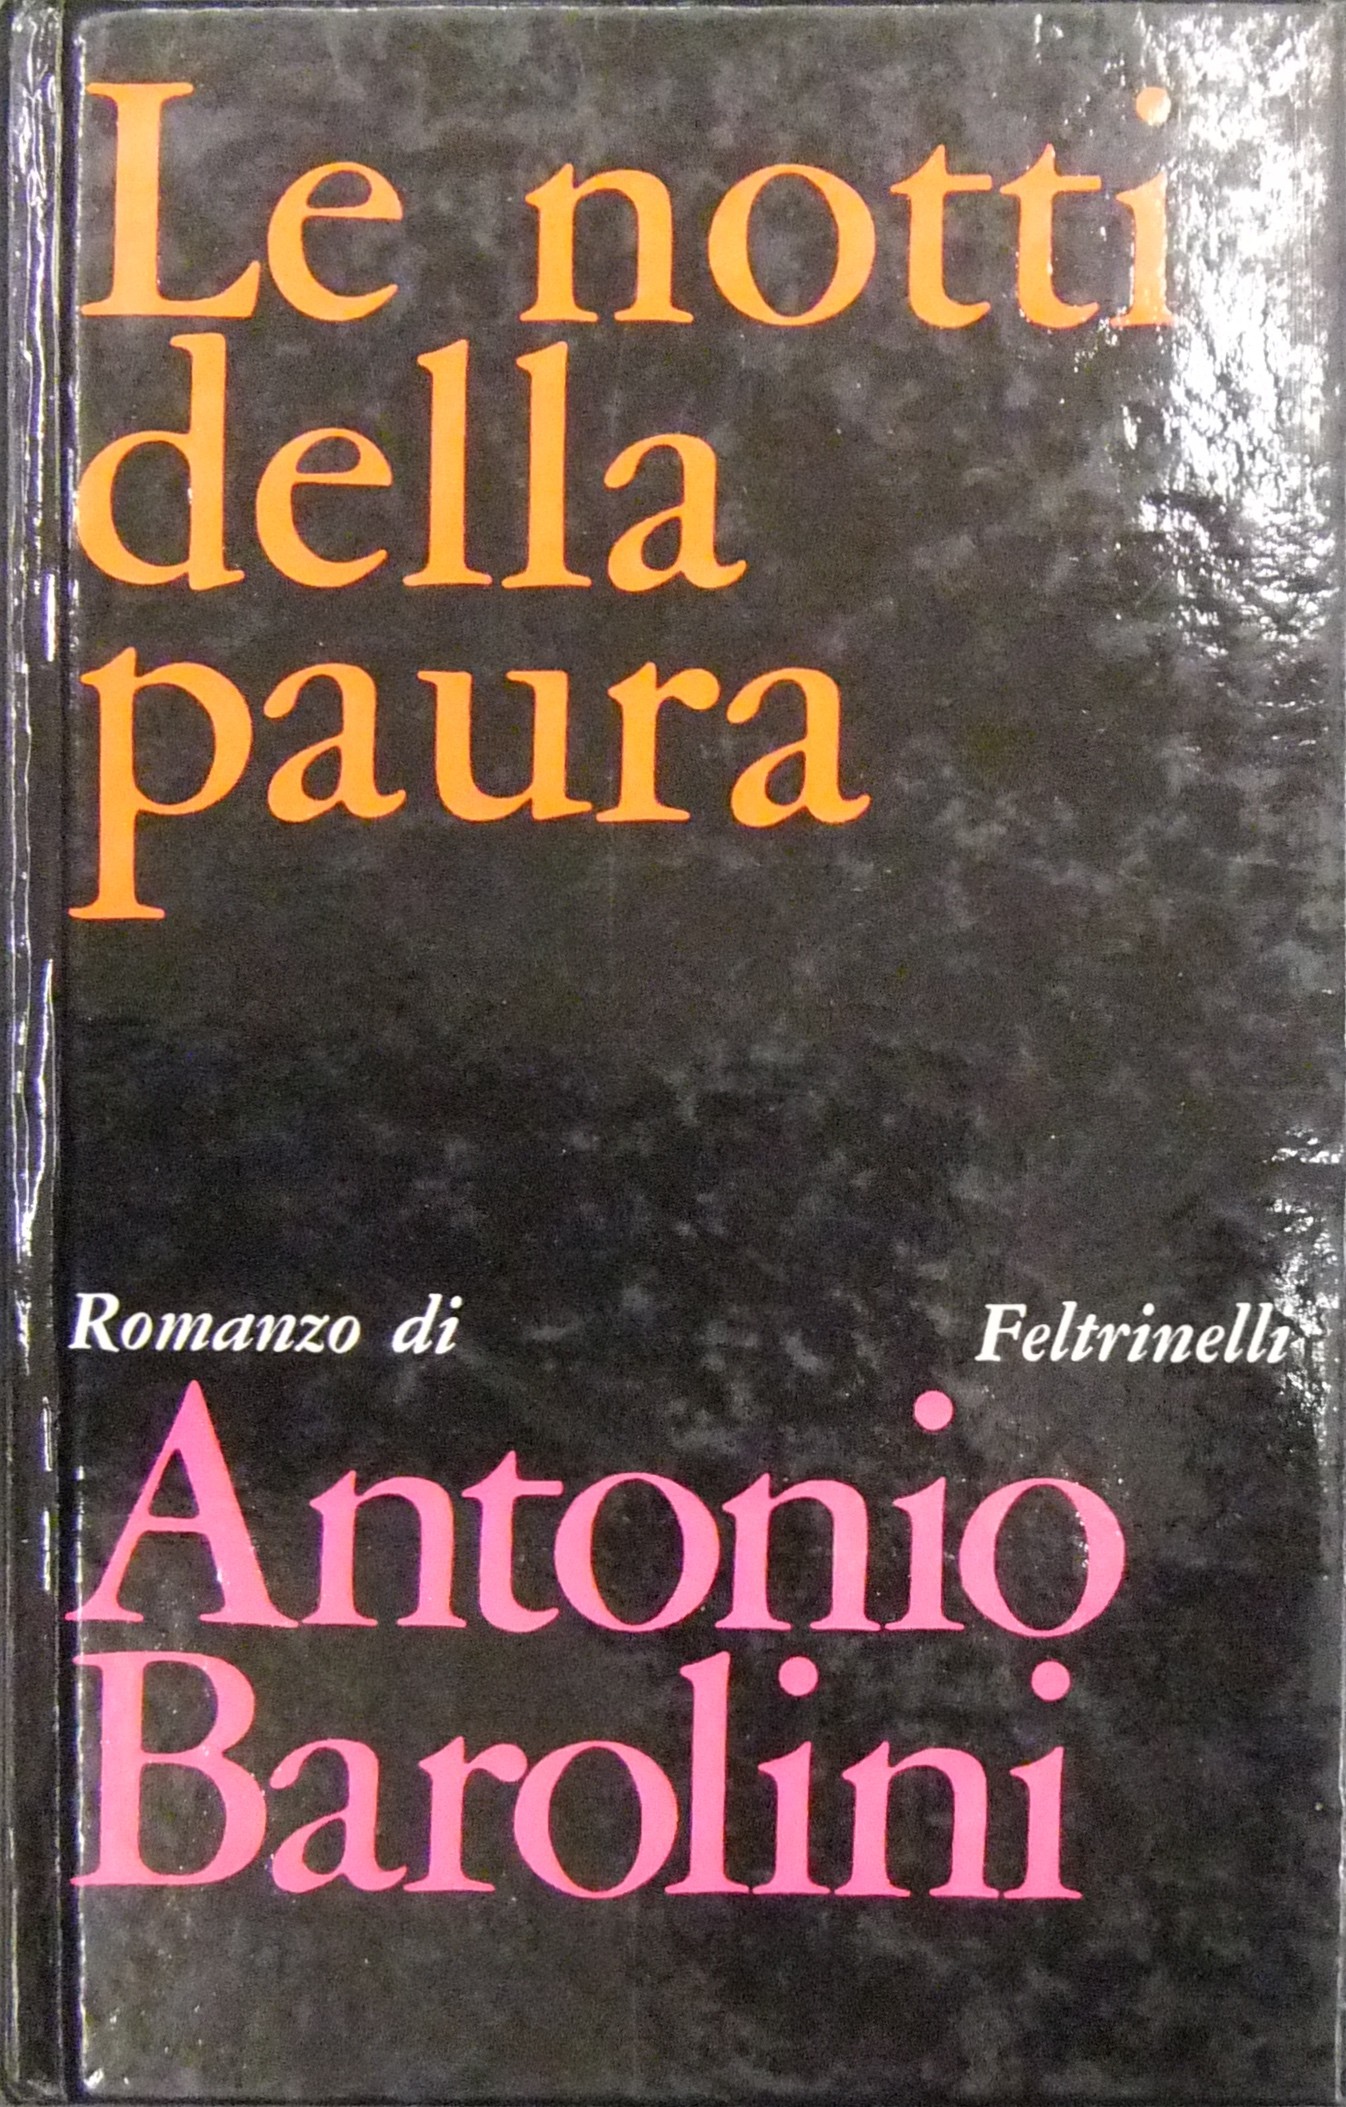 Le notti
della
paura
Romanzo di Feltrinelli
Antonio
Barolini